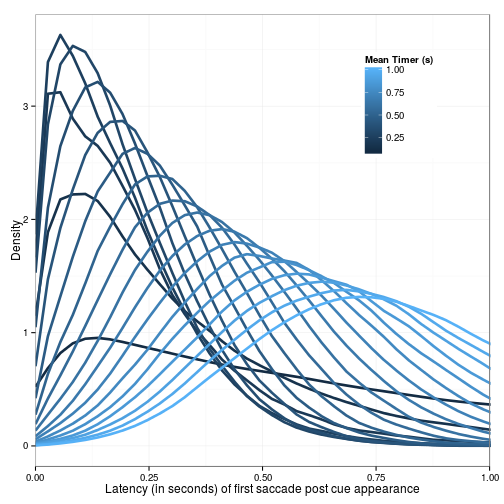 Mean Timer (s)
1.00
0.75
0.50
0.25
Density
3
2
1
0
0.00 0.25 0.50 0.75 1.00
Latency (in seconds) of first saccade post cue appearance